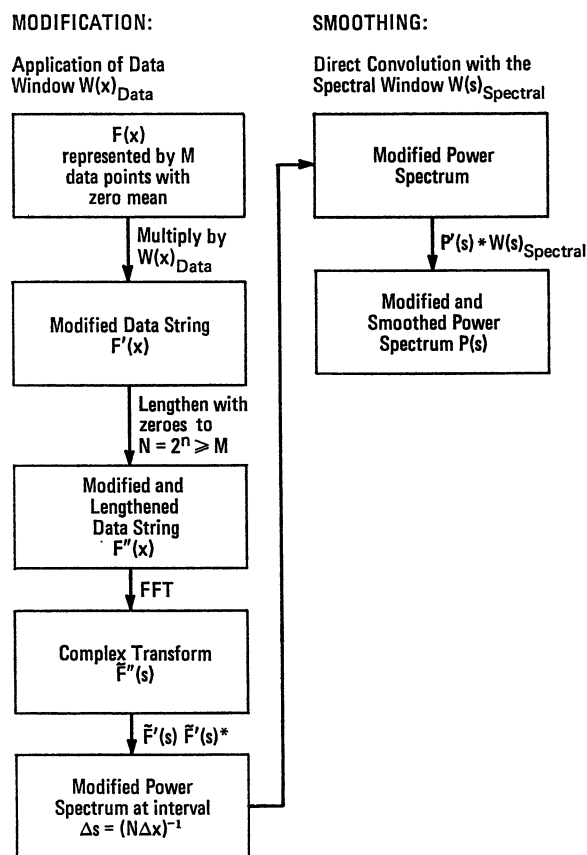 MODIFICATION:
Application of Data
Window W(x)Data
F(x)
represented by M
data points with
zero mean
Multiply by
W(x)Data
Modified Data String
F′(x)
Lengthen with
zeroes to
N = 2ⁿ ⩾ M
Modified and
Lengthened
Data String
F″(x)
FFT
Complex Transform
F̃″(s)
F̃′(s) F̃′(s)*
Modified Power
Spectrum at interval
Δs = (NΔx)⁻¹
SMOOTHING:
Direct Convolution with the
Spectral Window W(s)Spectral
Modified Power
Spectrum
P′(s) * W(s)Spectral
Modified and
Smoothed Power
Spectrum P(s)